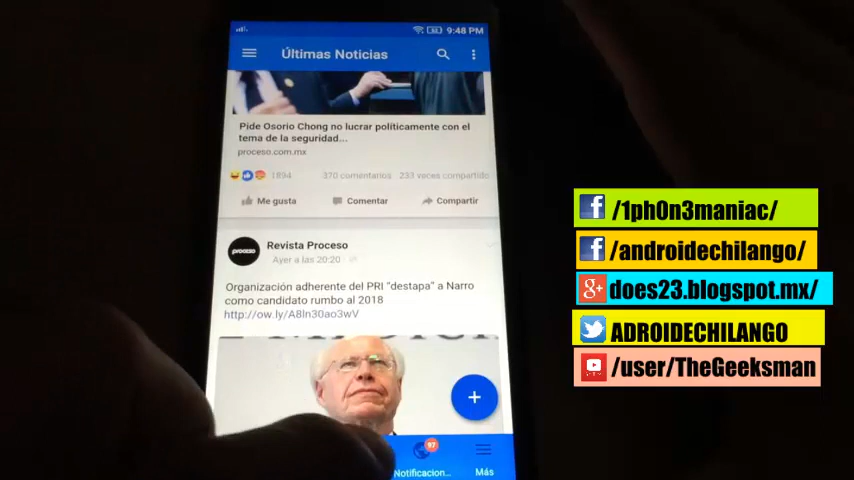 9:48 PM
Últimas Noticias
Pide Osorio Chong no lucrar políticamente con el
tema de la seguridad...
proceso.com.mx
1894
370 comentarios
233 veces compartido
Me gusta
Comentar
Compartir
proceso
Revista Proceso
Ayer a las 20:20
Organización adherente del PRI "destapa" a Narro
como candidato rumbo al 2018
http://ow.ly/A8ln30ao3wV
+
97
Notificacion...
Más
/1ph0n3maniac/
/androidechilango/
does23.blogspot.mx/
ADROIDECHILANGO
/user/TheGeeksman